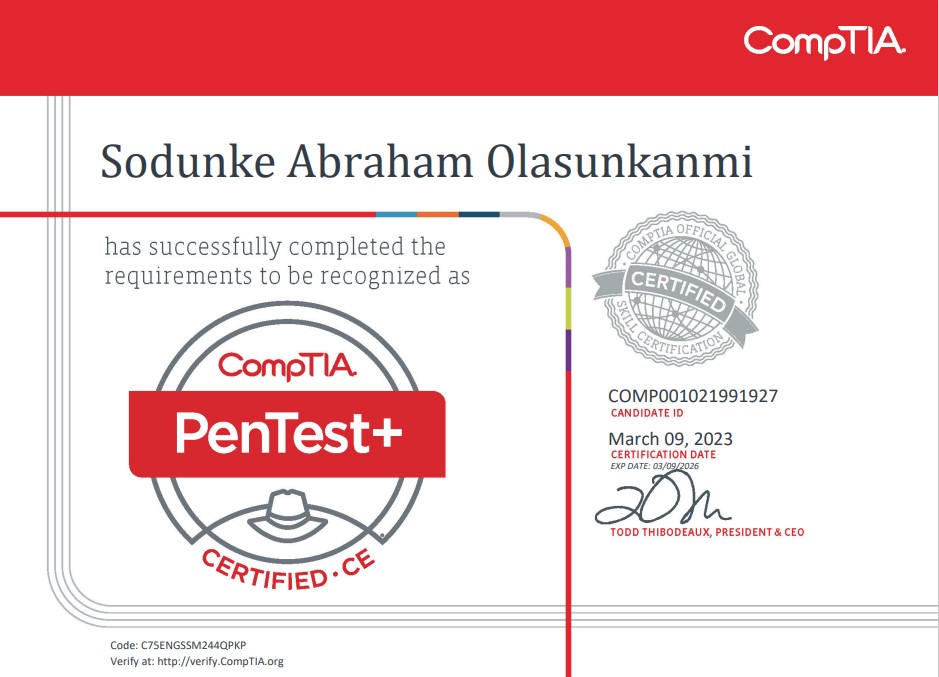 CompTIA.
Sodunke Abraham Olasunkanmi
has successfully completed the
requirements to be recognized as
CompTIA.
PenTest+
CERTIFIED · CE
COMPTIA OFFICIAL GLOBAL
CERTIFIED
SKILL CERTIFICATION
COMP001021991927
CANDIDATE ID
March 09, 2023
CERTIFICATION DATE
EXP DATE: 03/09/2026
TODD THIBODEAUX, PRESIDENT & CEO
Code: C75ENGSSM244QPKP
Verify at: http://verify.CompTIA.org